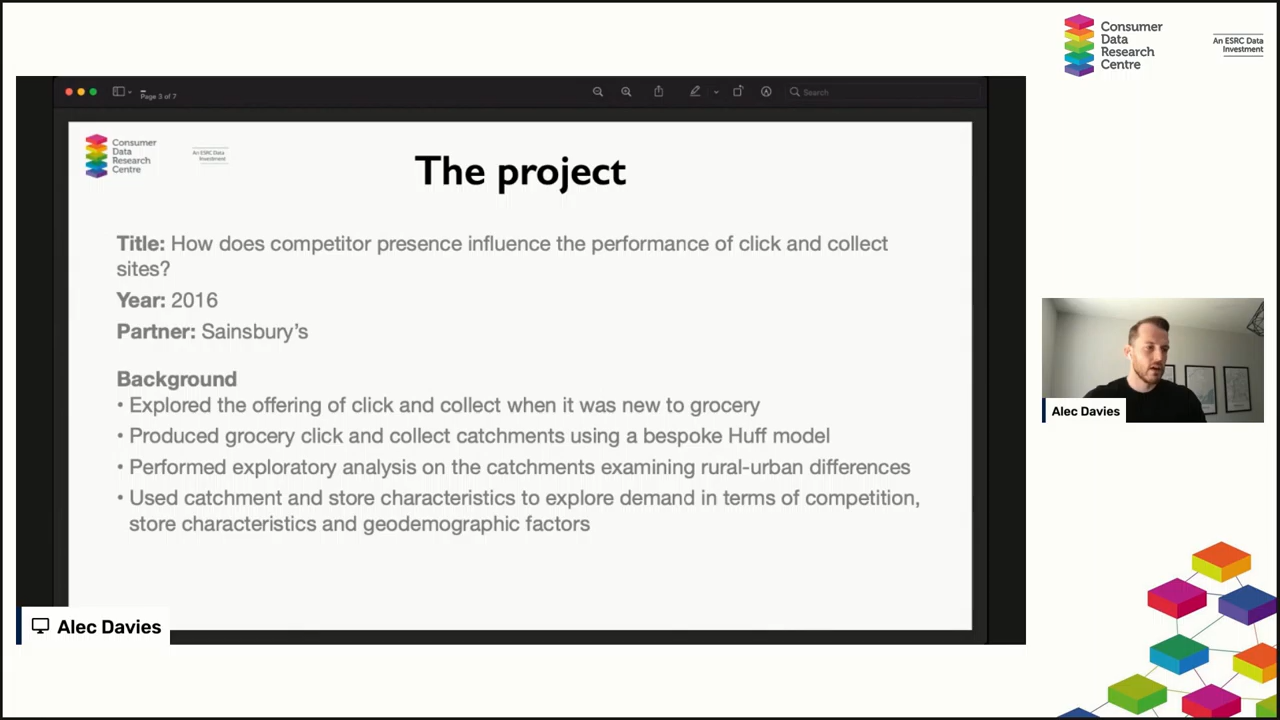 Consumer
Data
Research
Centre
An ESRC Data
Investment
Page 3 of 7
Search
Consumer
Data
Research
Centre
An ESRC Data
Investment
The project
Title: How does competitor presence influence the performance of click and collect
sites?
Year: 2016
Partner: Sainsbury's
Background
• Explored the offering of click and collect when it was new to grocery
• Produced grocery click and collect catchments using a bespoke Huff model
• Performed exploratory analysis on the catchments examining rural-urban differences
• Used catchment and store characteristics to explore demand in terms of competition,
store characteristics and geodemographic factors
Alec Davies
Alec Davies